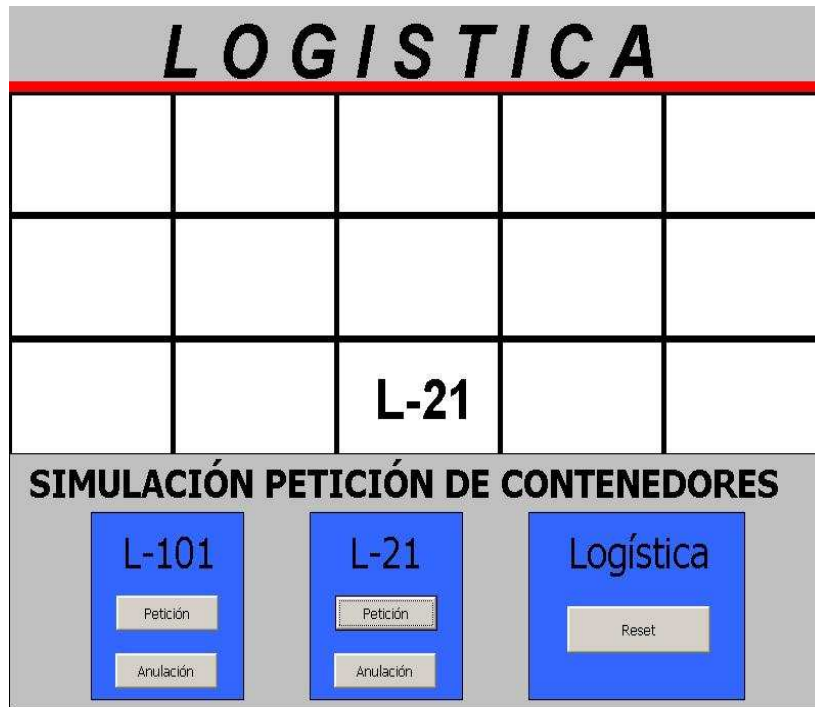 LOGISTICA
L-21
SIMULACIÓN PETICIÓN DE CONTENEDORES
L-101
L-21
Logística
Petición
Petición
Reset
Anulación
Anulación